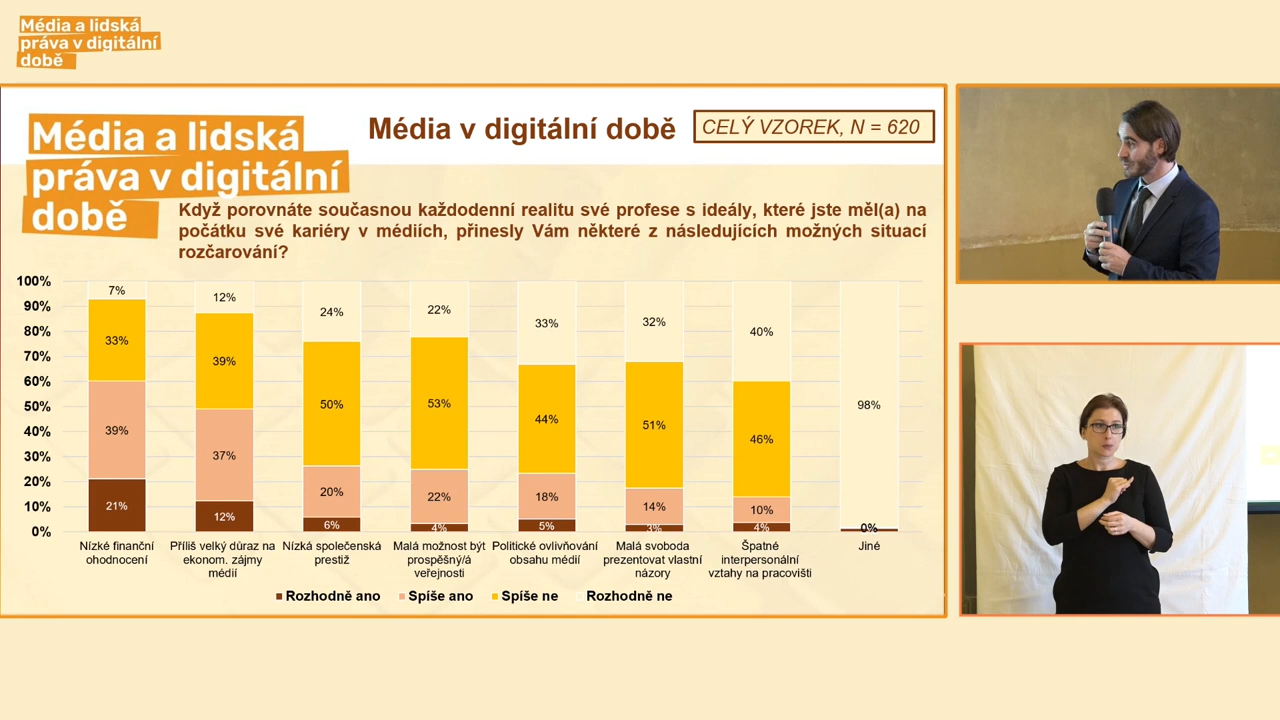 Média a lidská
práva v digitální
době
Média a lidská
práva v digitální
době
Média v digitální době
CELÝ VZOREK, N = 620
Když porovnáte současnou každodenní realitu své profese s ideály, které jste měl(a) na
počátku své kariéry v médiích, přinesly Vám některé z následujících možných situací
rozčarování?
100%
90%
80%
70%
60%
50%
40%
30%
20%
10%
0%
7%
33%
39%
21%
12%
39%
37%
12%
24%
50%
20%
6%
22%
53%
22%
4%
33%
44%
18%
5%
32%
51%
14%
3%
40%
46%
10%
4%
98%
0%
Nízké finanční
ohodnocení
Příliš velký důraz na
ekonom. zájmy
médií
Nízká společenská
prestiž
Malá možnost být
prospěšný/á
veřejnosti
Politické ovlivňování
obsahu médií
Malá svoboda
prezentovat vlastní
názory
Špatné
interpersonální
vztahy na pracovišti
Jiné
Rozhodně ano
Spíše ano
Spíše ne
Rozhodně ne